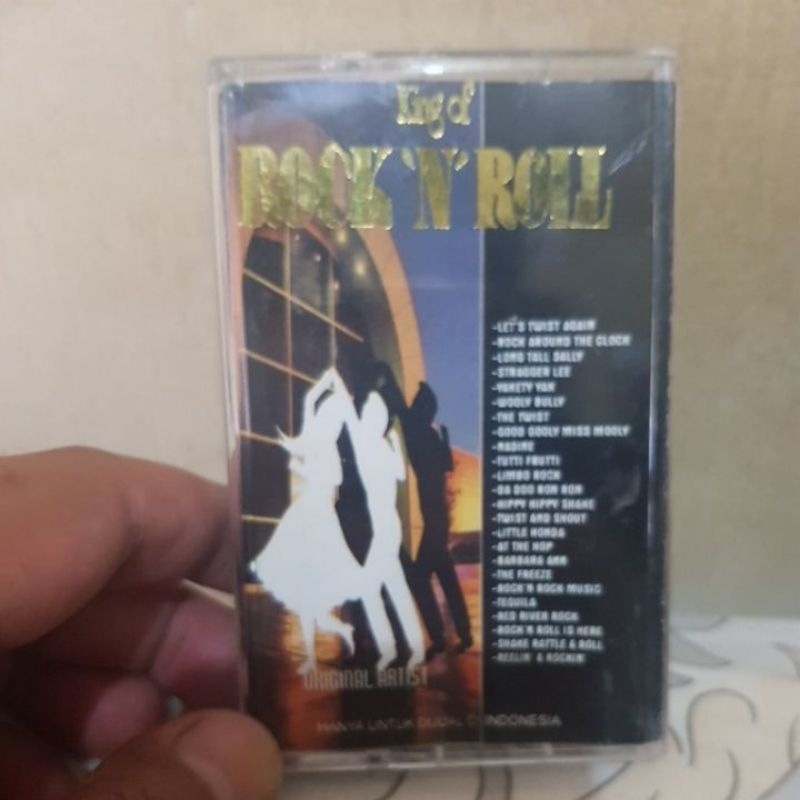 King of
ROCK 'N' ROLL
-LET'S TWIST AGAIN
-ROCK AROUND THE CLOCK
-LONG TALL SALLY
-STRAGGER LEE
-YAKETY YAK
-WOOLY BULLY
-THE TWIST
-GOOD GOOLY MISS MOOLY
-NADINE
-TUTTI FRUTTI
-LIMBO ROCK
-DA DOO RON RON
-HIPPY HIPPY SHAKE
-TWIST AND SHOUT
-LITTLE HONDA
-AT THE HOP
-BARBARA ANN
-THE FREEZE
-ROCK'N ROCK MUSIC
-TEQUILA
-RED RIVER ROCK
-ROCK'N ROLL IS HERE
-SHAKE RATTLE & ROLL
-REELIN' & ROCKIN'
ORIGINAL ARTIST
HANYA UNTUK DIJUAL DI INDONESIA